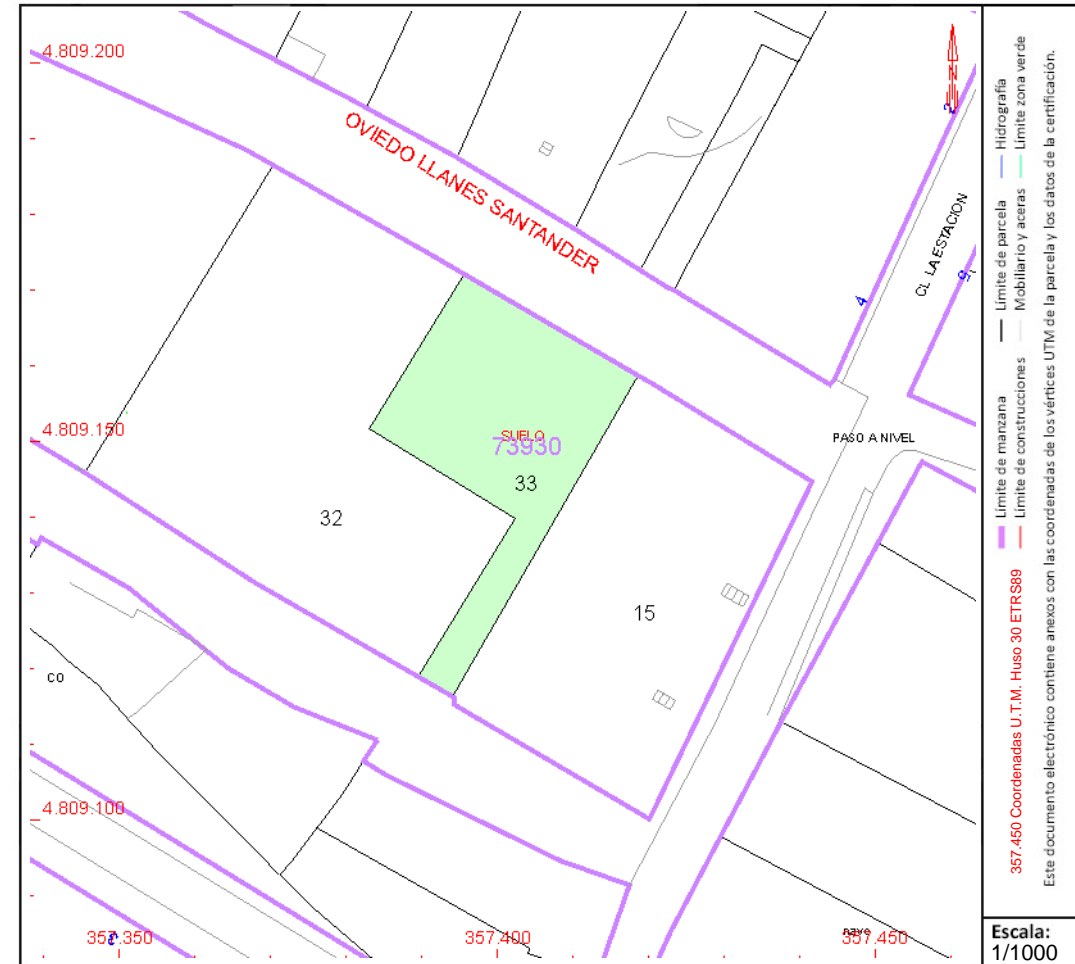 4.809.200
OVIEDO LLANES SANTANDER
2
CL LA ESTACION
4
5
4.809.150
SUELO
73930
PASO A NIVEL
33
32
15
CO
4.809.100
357.350
357.400
357.450
nave
Límite de manzana
Límite de parcela
Hidrografía
Límite de construcciones
Mobiliario y aceras
Límite zona verde
357.450 Coordenadas U.T.M. Huso 30 ETRS89
Este documento electrónico contiene anexos con las coordenadas de los vértices UTM de la parcela y los datos de la certificación.
Escala:
1/1000